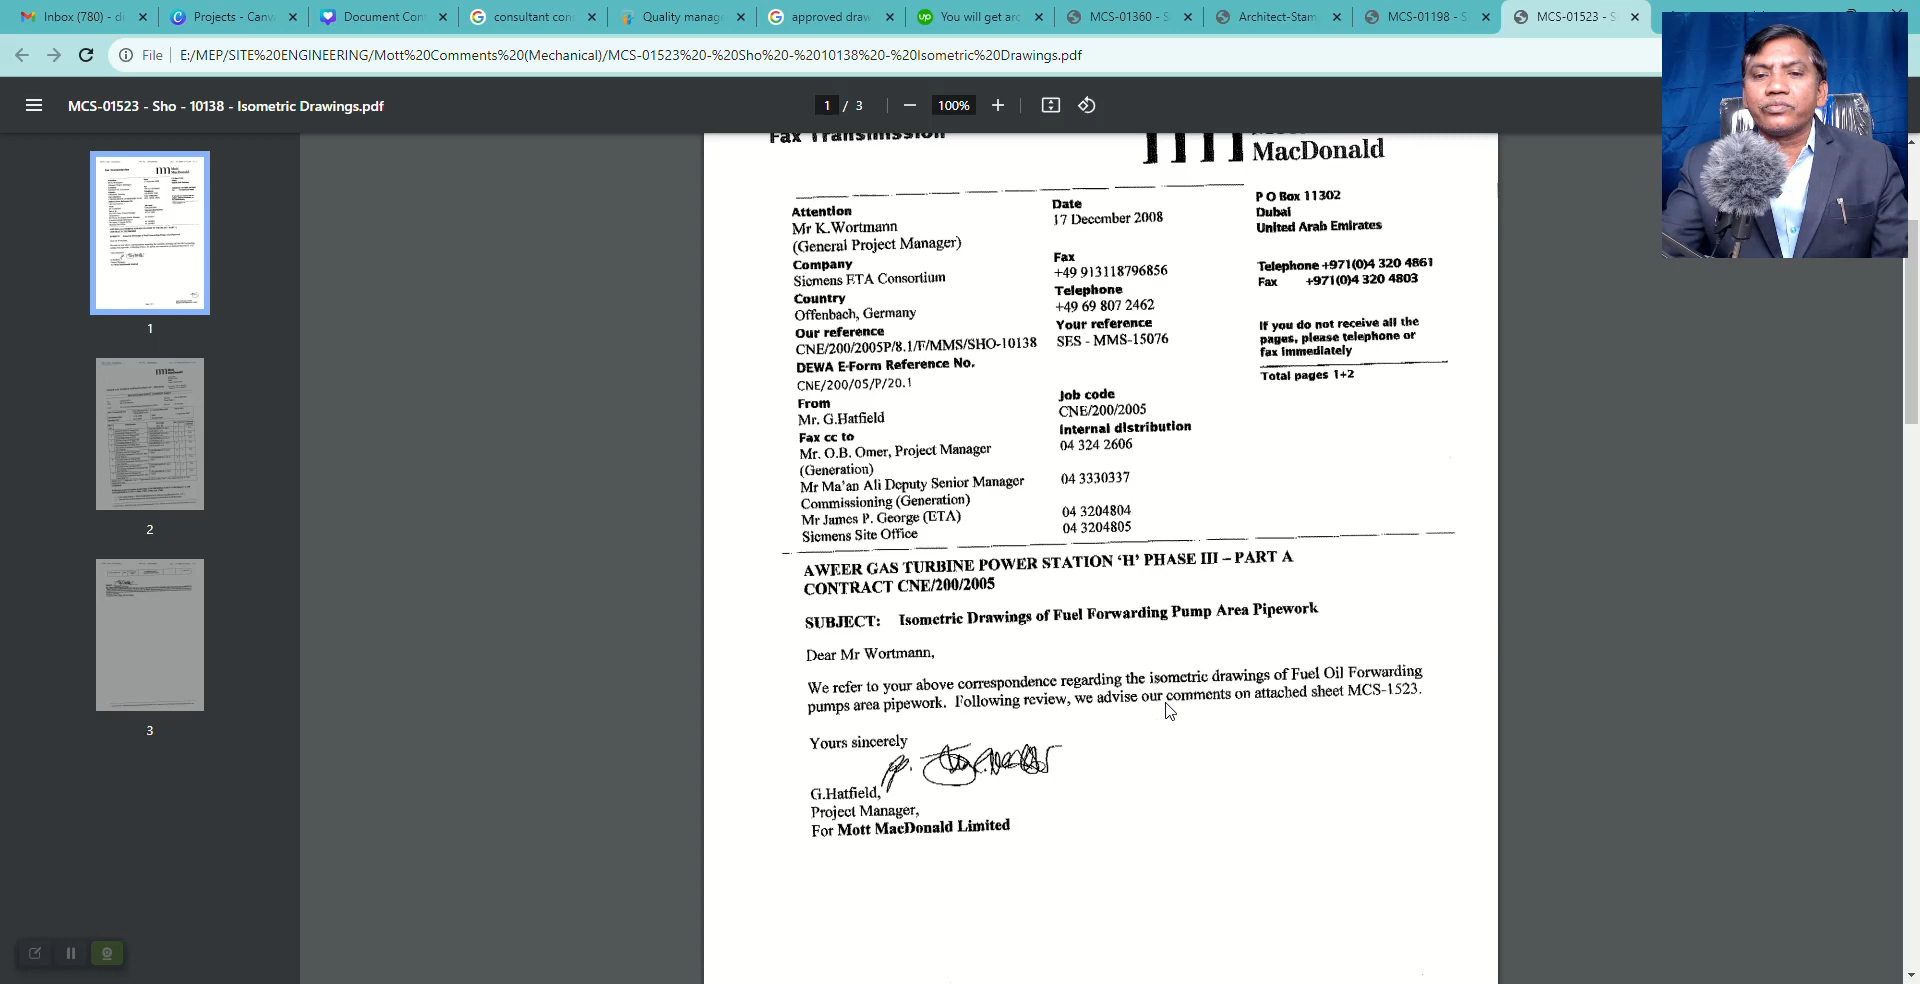 Inbox (780) - di
Projects - Canv
Document Con
consultant con
Quality manag
approved draw
You will get arc
MCS-01360 - S
Architect-Stam
MCS-01198 - S
MCS-01523 - S
File
E:/MEP/SITE%20ENGINEERING/Mott%20Comments%20(Mechanical)/MCS-01523%20-%20Sho%20-%2010138%20-%20Isometric%20Drawings.pdf
MCS-01523 - Sho - 10138 - Isometric Drawings.pdf
1 / 3
100%
1
2
3
Fax Transmission
MacDonald
Attention
Mr K.Wortmann
(General Project Manager)
Company
Siemens ETA Consortium
Country
Offenbach, Germany
Our reference
CNE/200/2005P/8.1/F/MMS/SHO-10138
DEWA E-Form Reference No.
CNE/200/05/P/20.1
From
Mr. G.Hatfield
Fax cc to
Mr. O.B. Omer, Project Manager
(Generation)
Mr Ma'an Ali Deputy Senior Manager
Commissioning (Generation)
Mr James P. George (ETA)
Siemens Site Office
Date
17 December 2008
Fax
+49 913118796856
Telephone
+49 69 807 2462
Your reference
SES - MMS-15076
Job code
CNE/200/2005
Internal distribution
04 324 2606
04 3330337
04 3204804
04 3204805
P O Box 11302
Dubai
United Arab Emirates
Telephone +971(0)4 320 4861
Fax +971(0)4 320 4803
If you do not receive all the
pages, please telephone or
fax immediately
Total pages 1+2
AWEER GAS TURBINE POWER STATION 'H' PHASE III – PART A
CONTRACT CNE/200/2005
SUBJECT: Isometric Drawings of Fuel Forwarding Pump Area Pipework
Dear Mr Wortmann,
We refer to your above correspondence regarding the isometric drawings of Fuel Oil Forwarding
pumps area pipework. Following review, we advise our comments on attached sheet MCS-1523.
Yours sincerely
pp.
G.Hatfield,
Project Manager,
For Mott MacDonald Limited